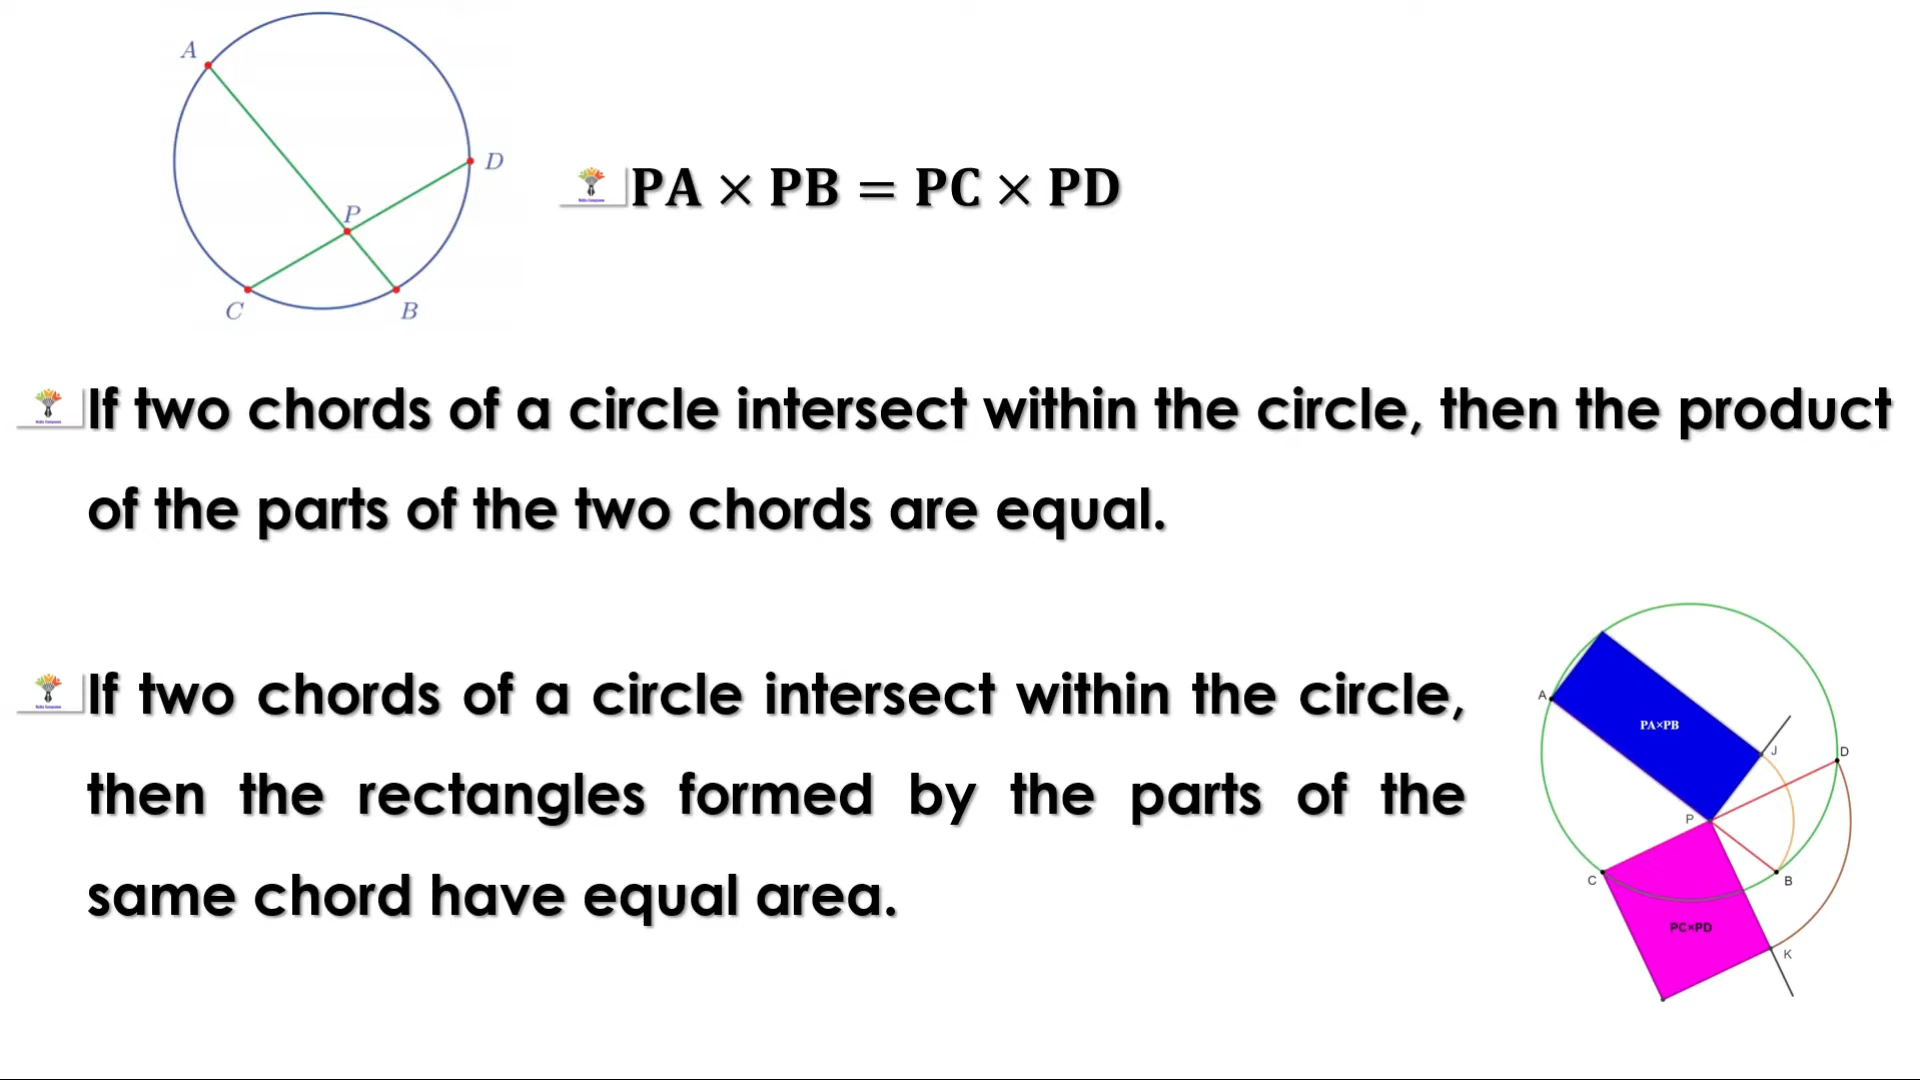 A
D
P
C
B
PA × PB = PC × PD
If two chords of a circle intersect within the circle, then the product
of the parts of the two chords are equal.
If two chords of a circle intersect within the circle,
then the rectangles formed by the parts of the
same chord have equal area.
A
PA×PB
J
D
P
C
B
PC×PD
K